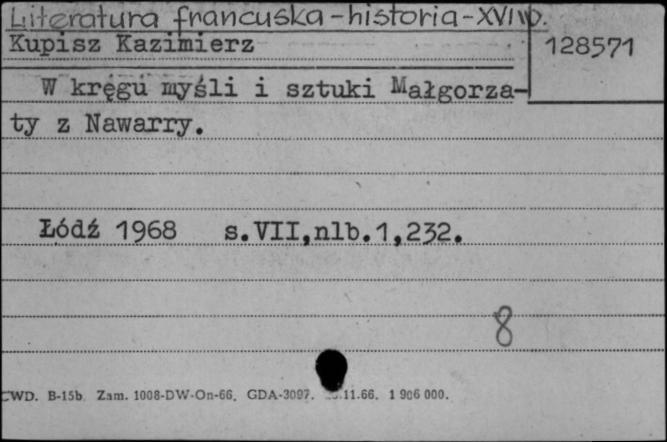 Literatura francuska-historia-XVI w.
Kupisz Kazimierz
128571
W kręgu myśli i sztuki Małgorza-
ty z Nawarry.
Łódź 1968 s.VII,nlb.1,232.
8
CWD. B-15b. Zam. 1008-DW-On-66. GDA-3097. .11.66. 1 906 000.